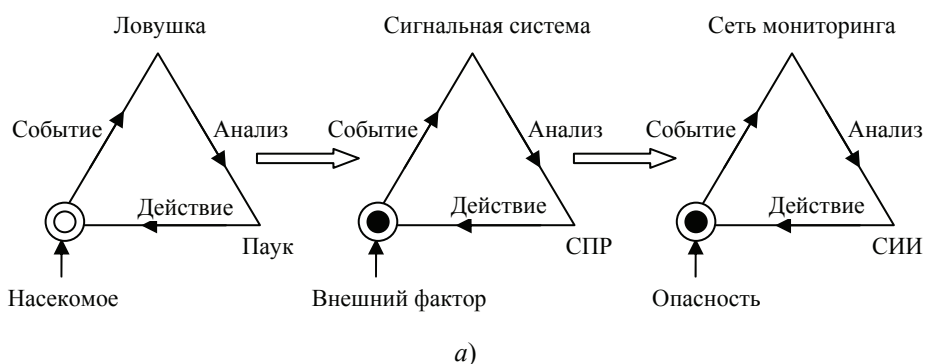 Ловушка Сигнальная система Сеть мониторинга
Событие Анализ Событие Анализ Событие Анализ
Действие Действие Действие
Паук СПР СИИ
Насекомое Внешний фактор Опасность
а)